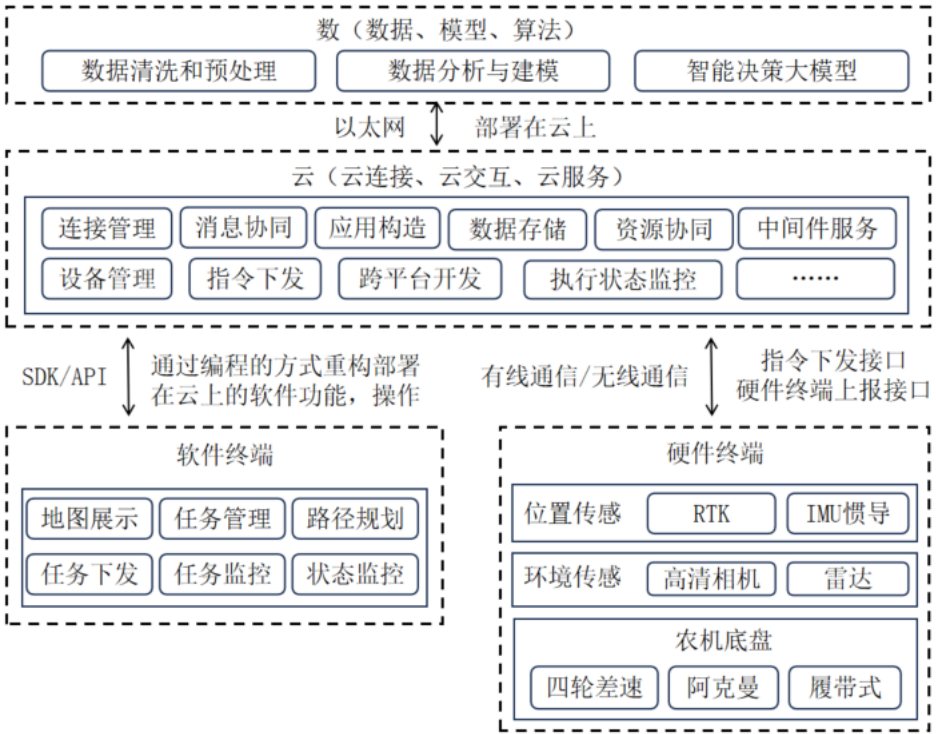 数（数据、模型、算法）
数据清洗和预处理 数据分析与建模 智能决策大模型
以太网 部署在云上
云（云连接、云交互、云服务）
连接管理 消息协同 应用构造 数据存储 资源协同 中间件服务
设备管理 指令下发 跨平台开发 执行状态监控 ……
SDK/API
通过编程的方式重构部署
在云上的软件功能，操作
有线通信/无线通信
指令下发接口
硬件终端上报接口
软件终端
地图展示 任务管理 路径规划
任务下发 任务监控 状态监控
硬件终端
位置传感 RTK IMU惯导
环境传感 高清相机 雷达
农机底盘
四轮差速 阿克曼 履带式